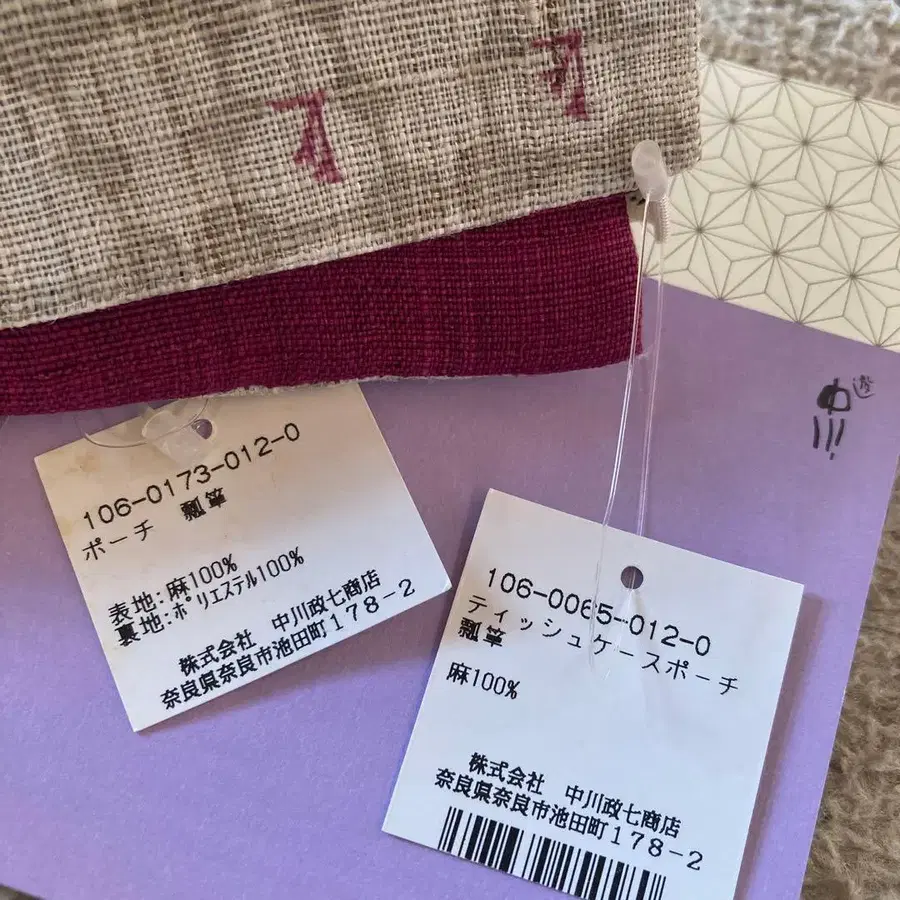 106-0173-012-0
ポーチ 瓢箪
表地:麻100%
裏地:ポリエステル100%
株式会社 中川政七商店
奈良県奈良市池田町178-2
106-0065-012-0
ティッシュケースポーチ
瓢箪
麻100%
株式会社 中川政七商店
奈良県奈良市池田町178-2
遊
中川